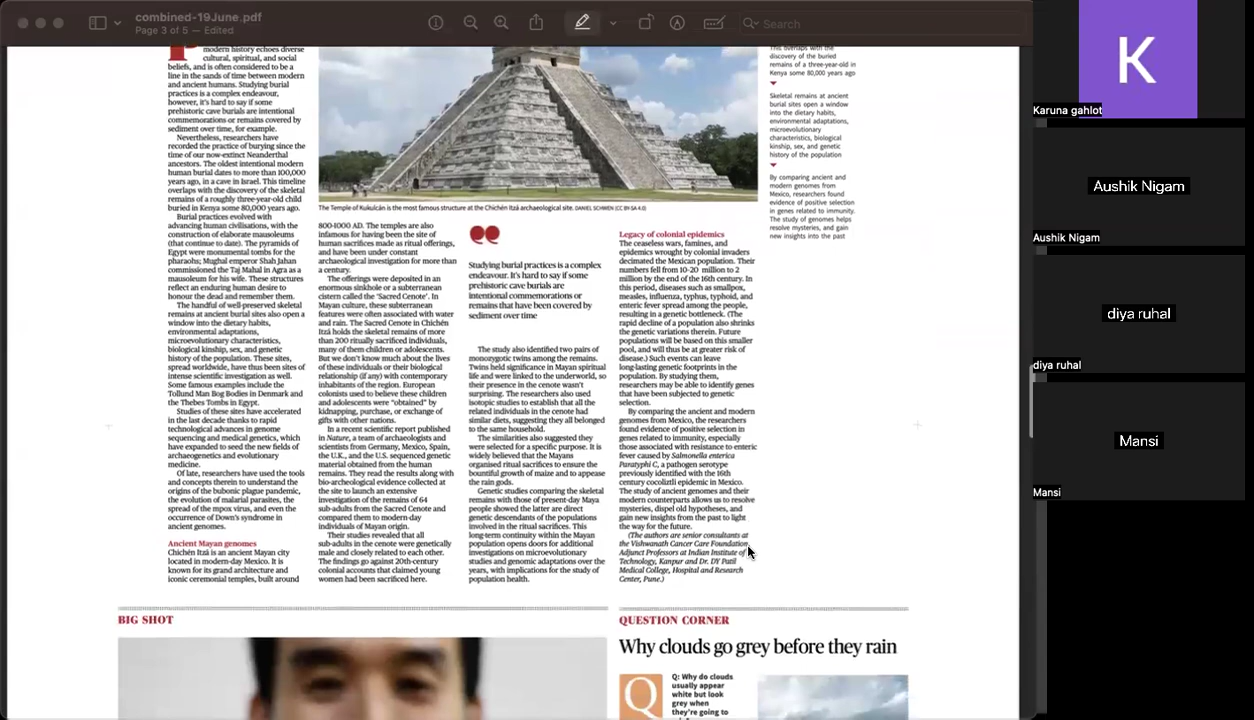 combined-19June.pdf
Page 3 of 5 — Edited
Search
modern history echoes diverse
cultural, spiritual, and social
beliefs, and is often considered to be a
line in the sands of time between modern
and ancient humans. Studying burial
practices is a complex endeavour,
however, it's hard to say if some
prehistoric cave burials are intentional
commemorations or remains covered by
sediment over time, for example.
Nevertheless, researchers have
recorded the practice of burying since the
time of our now-extinct Neanderthal
ancestors. The oldest intentional modern
human burial dates to more than 100,000
years ago, in a cave in Israel. This timeline
overlaps with the discovery of the skeletal
remains of a roughly three-year-old child
buried in Kenya some 80,000 years ago.
Burial practices evolved with
advancing human civilisations, with the
construction of elaborate mausoleums
(that continue to date). The pyramids of
Egypt were monumental tombs for the
pharaohs; Mughal emperor Shah Jahan
commissioned the Taj Mahal in Agra as a
mausoleum for his wife. These structures
reflect an enduring human desire to
honour the dead and remember them.
The handful of well-preserved skeletal
remains at ancient burial sites also open a
window into the dietary habits,
environmental adaptations,
microevolutionary characteristics,
biological kinship, sex, and genetic
history of the population. These sites,
spread worldwide, have thus been sites of
intense scientific investigation as well.
Some famous examples include the
Tollund Man Bog Bodies in Denmark and
the Thebes Tombs in Egypt.
Studies of these sites have accelerated
in the last decade thanks to rapid
technological advances in genome
sequencing and medical genetics, which
have expanded to seed the new fields of
archaeogenetics and evolutionary
medicine.
Of late, researchers have used the tools
and concepts therein to understand the
origins of the bubonic plague pandemic,
the evolution of malarial parasites, the
spread of the mpox virus, and even the
occurrence of Down's syndrome in
ancient genomes.
Ancient Mayan genomes
Chichén Itzá is an ancient Mayan city
located in modern-day Mexico. It is
known for its grand architecture and
iconic ceremonial temples, built around
The Temple of Kukulcán is the most famous structure at the Chichén Itzá archaeological site. DANIEL SCHWEN (CC BY-SA 4.0)
800-1000 AD. The temples are also
infamous for having been the site of
human sacrifices made as ritual offerings,
and have been under constant
archaeological investigation for more than
a century.
The offerings were deposited in an
enormous sinkhole or a subterranean
cistern called the 'Sacred Cenote'. In
Mayan culture, these subterranean
features were often associated with water
and rain. The Sacred Cenote in Chichén
Itzá holds the skeletal remains of more
than 200 ritually sacrificed individuals,
many of them children or adolescents.
But we don't know much about the lives
of these individuals or their biological
relationship (if any) with contemporary
inhabitants of the region. European
colonists used to believe these children
and adolescents were "obtained" by
kidnapping, purchase, or exchange of
gifts with other nations.
In a recent scientific report published
in Nature, a team of archaeologists and
scientists from Germany, Mexico, Spain,
the U.K., and the U.S. sequenced genetic
material obtained from the human
remains. They read the results along with
bio-archeological evidence collected at
the site to launch an extensive
investigation of the remains of 64
sub-adults from the Sacred Cenote and
compared them to modern-day
individuals of Mayan origin.
Their studies revealed that all
sub-adults in the cenote were genetically
male and closely related to each other.
The findings go against 20th-century
colonial accounts that claimed young
women had been sacrificed here.
Studying burial practices is a complex
endeavour. It's hard to say if some
prehistoric cave burials are
intentional commemorations or
remains that have been covered by
sediment over time
The study also identified two pairs of
monozygotic twins among the remains.
Twins held significance in Mayan spiritual
life and were linked to the underworld, so
their presence in the cenote wasn't
surprising. The researchers also used
isotopic studies to establish that all the
related individuals in the cenote had
similar diets, suggesting they all belonged
to the same household.
The similarities also suggested they
were selected for a specific purpose. It is
widely believed that the Mayans
organised ritual sacrifices to ensure the
bountiful growth of maize and to appease
the rain gods.
Genetic studies comparing the skeletal
remains with those of present-day Maya
people showed the latter are direct
genetic descendants of the populations
involved in the ritual sacrifices. This
long-term continuity within the Mayan
population opens doors for additional
investigations on microevolutionary
studies and genomic adaptations over the
years, with implications for the study of
population health.
Legacy of colonial epidemics
The ceaseless wars, famines, and
epidemics wrought by colonial invaders
decimated the Mexican population. Their
numbers fell from 10-20 million to 2
million by the end of the 16th century. In
this period, diseases such as smallpox,
measles, influenza, typhus, typhoid, and
enteric fever spread among the people,
resulting in a genetic bottleneck. (The
rapid decline of a population also shrinks
the genetic variations therein. Future
populations will be based on this smaller
pool, and will thus be at greater risk of
disease.) Such events can leave
long-lasting genetic footprints in the
population. By studying them,
researchers may be able to identify genes
that have been subjected to genetic
selection.
By comparing the ancient and modern
genomes from Mexico, the researchers
found evidence of positive selection in
genes related to immunity, especially
those associated with resistance to enteric
fever caused by Salmonella enterica
Paratyphi C, a pathogen serotype
previously identified with the 16th
century cocoliztli epidemic in Mexico.
The study of ancient genomes and their
modern counterparts allows us to resolve
mysteries, dispel old hypotheses, and
gain new insights from the past to light
the way for the future.
(The authors are senior consultants at
the Vishwanath Cancer Care Foundation,
Adjunct Professors at Indian Institute of
Technology, Kanpur and Dr. DY Patil
Medical College, Hospital and Research
Center, Pune.)
This overlaps with the
discovery of the buried
remains of a three-year-old in
Kenya some 80,000 years ago
Skeletal remains at ancient
burial sites open a window
into the dietary habits,
environmental adaptations,
microevolutionary
characteristics, biological
kinship, sex, and genetic
history of the population
By comparing ancient and
modern genomes from
Mexico, researchers found
evidence of positive selection
in genes related to immunity.
The study of genomes helps
resolve mysteries, and gain
new insights into the past
BIG SHOT
QUESTION CORNER
Why clouds go grey before they rain
Q
Q: Why do clouds
usually appear
white but look
grey when
they're going to
K
Karuna gahlot
Aushik Nigam
Aushik Nigam
diya ruhal
diya ruhal
Mansi
Mansi